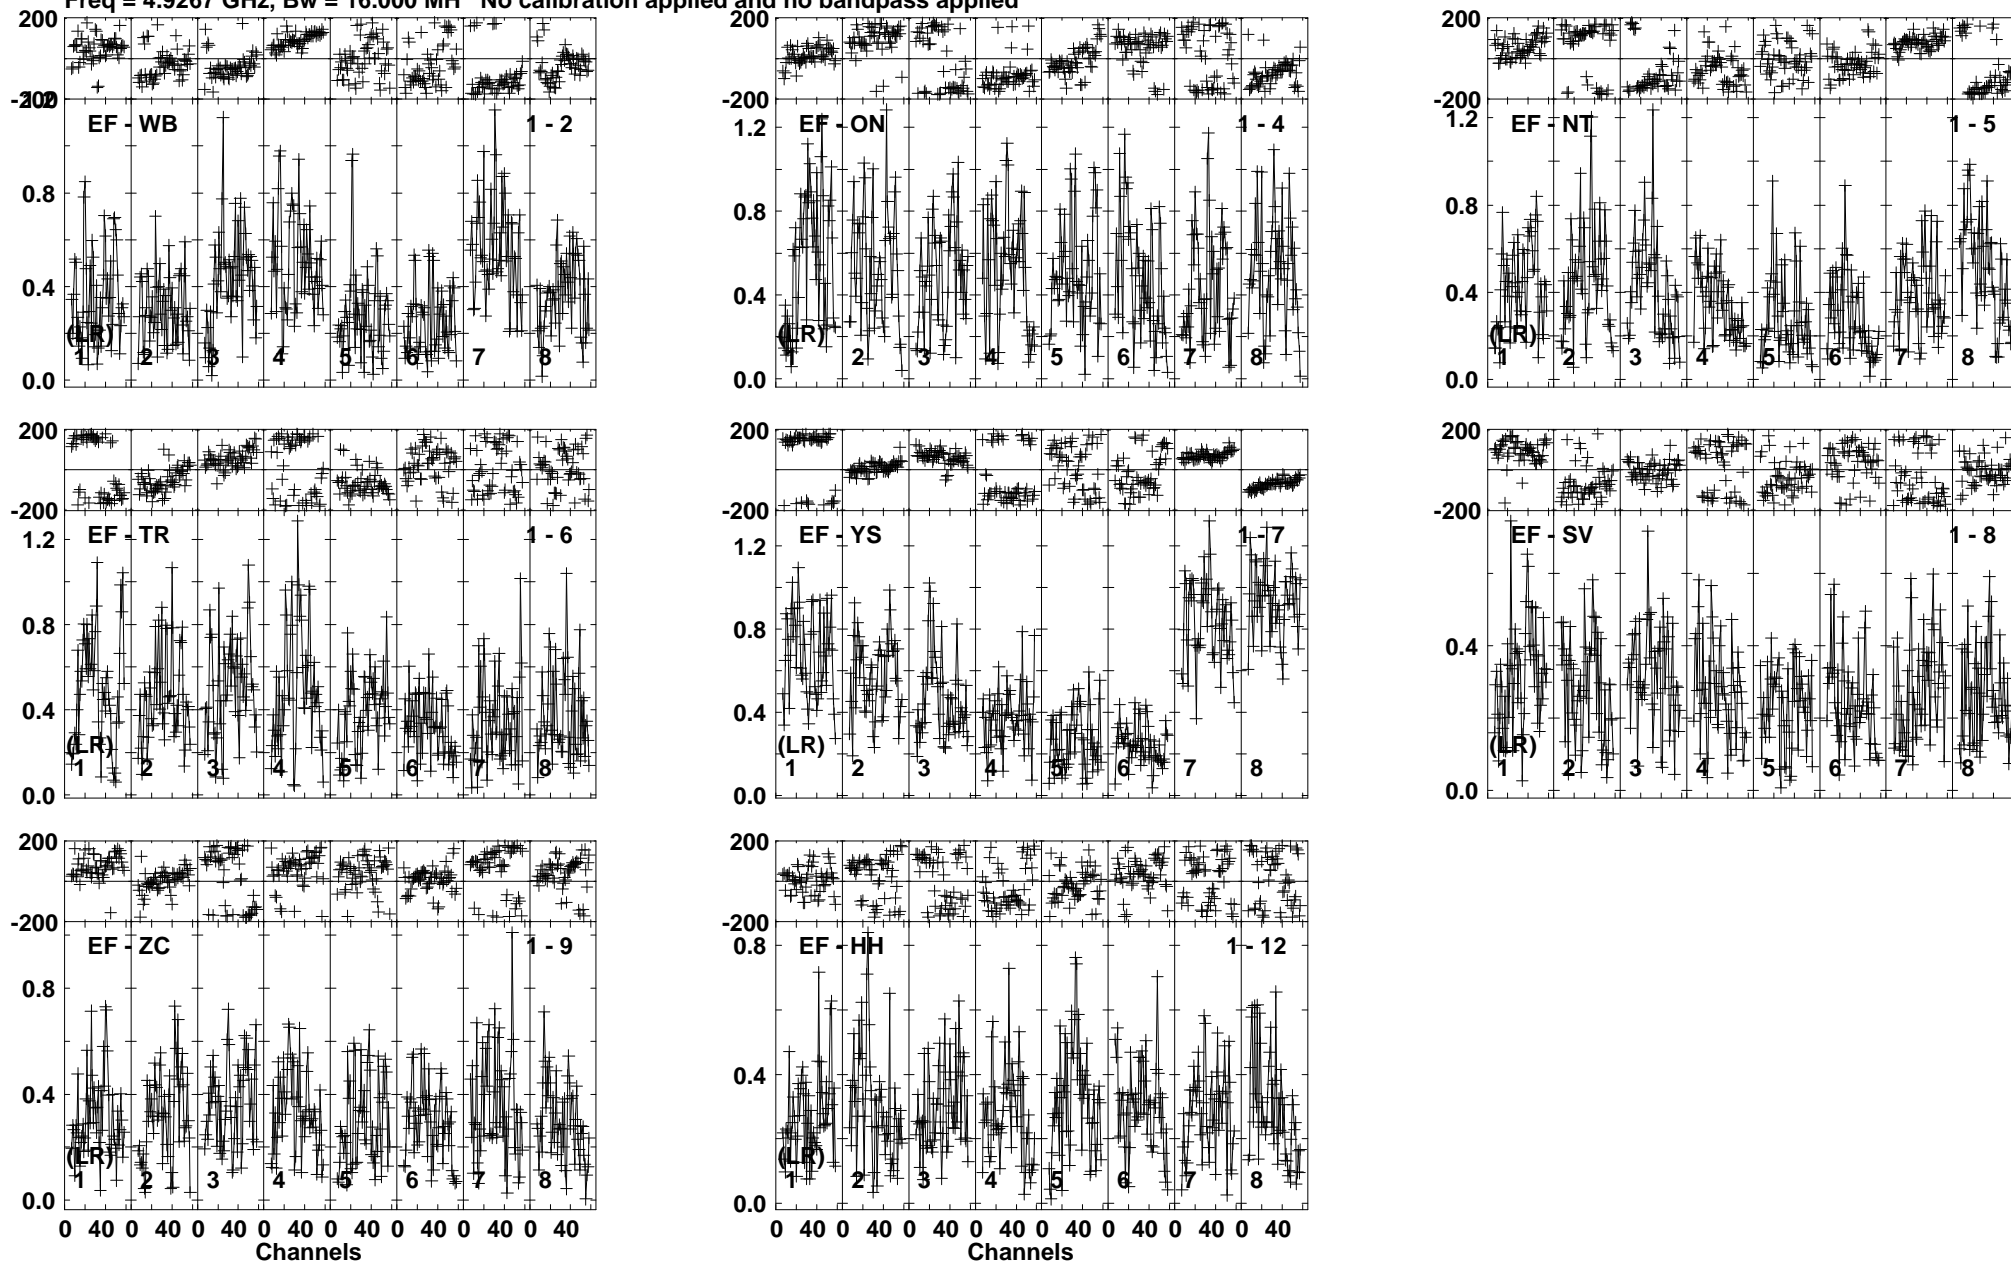 Freq = 4.9267 GHz, Bw = 16.000 MH No calibration applied and no bandpass applied
200 200 200
-200 -200 -200
EF - WB 1 - 2
0.8
0.4
0.0
(LR)
1 2 3 4 5 6 7 8
EF - ON 1 - 4
1.2
0.8
0.4
0.0
(LR)
1 2 3 4 5 6 7 8
EF - NT 1 - 5
1.2
0.8
0.4
0.0
(LR)
1 2 3 4 5 6 7 8
200 200 200
-200 -200 -200
EF - TR 1 - 6
1.2
0.8
0.4
0.0
(LR)
1 2 3 4 5 6 7 8
EF - YS 1 - 7
1.2
0.8
0.4
0.0
(LR)
1 2 3 4 5 6 7 8
EF - SV 1 - 8
0.4
0.0
(LR)
1 2 3 4 5 6 7 8
200 200
-200 -200
EF - ZC 1 - 9
0.8
0.4
0.0
(LR)
1 2 3 4 5 6 7 8
0 40 0 40 0 40 0 40 0 40 0 40 0 40 0 40
Channels
EF - HH 1 - 12
0.8
0.4
0.0
(LR)
1 2 3 4 5 6 7 8
0 40 0 40 0 40 0 40 0 40 0 40 0 40 0 40
Channels